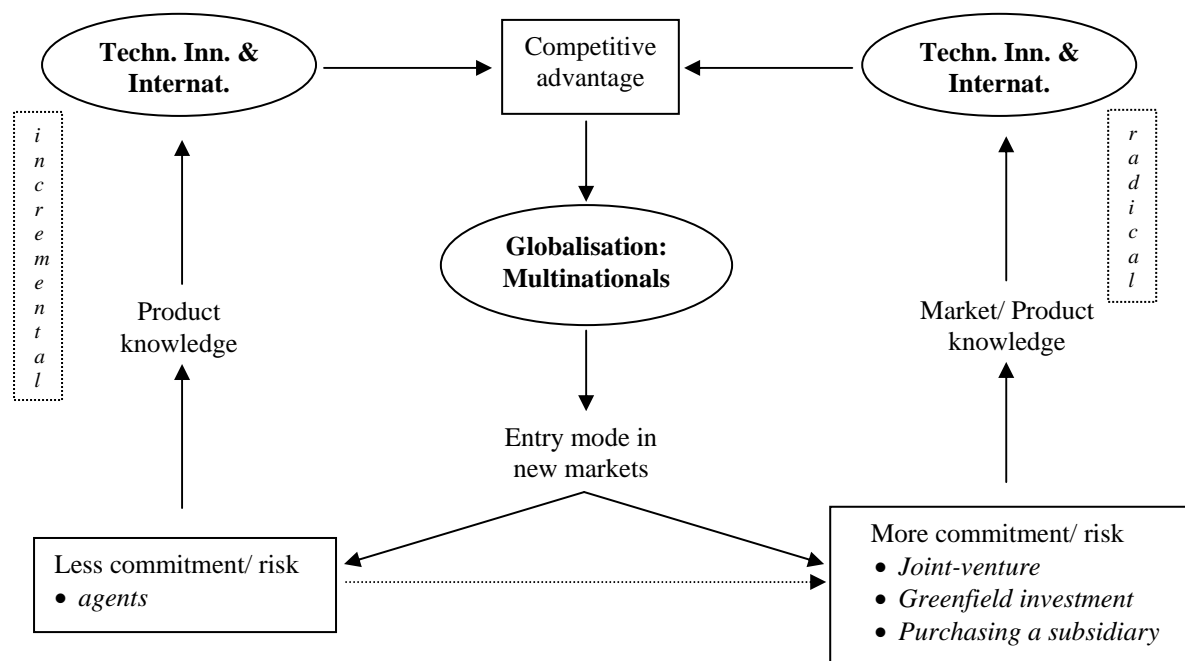 Techn. Inn. &
Internat.
Competitive
advantage
Techn. Inn. &
Internat.
incremental
radical
Globalisation:
Multinationals
Product
knowledge
Market/ Product
knowledge
Entry mode in
new markets
Less commitment/ risk
• agents
More commitment/ risk
• Joint-venture
• Greenfield investment
• Purchasing a subsidiary